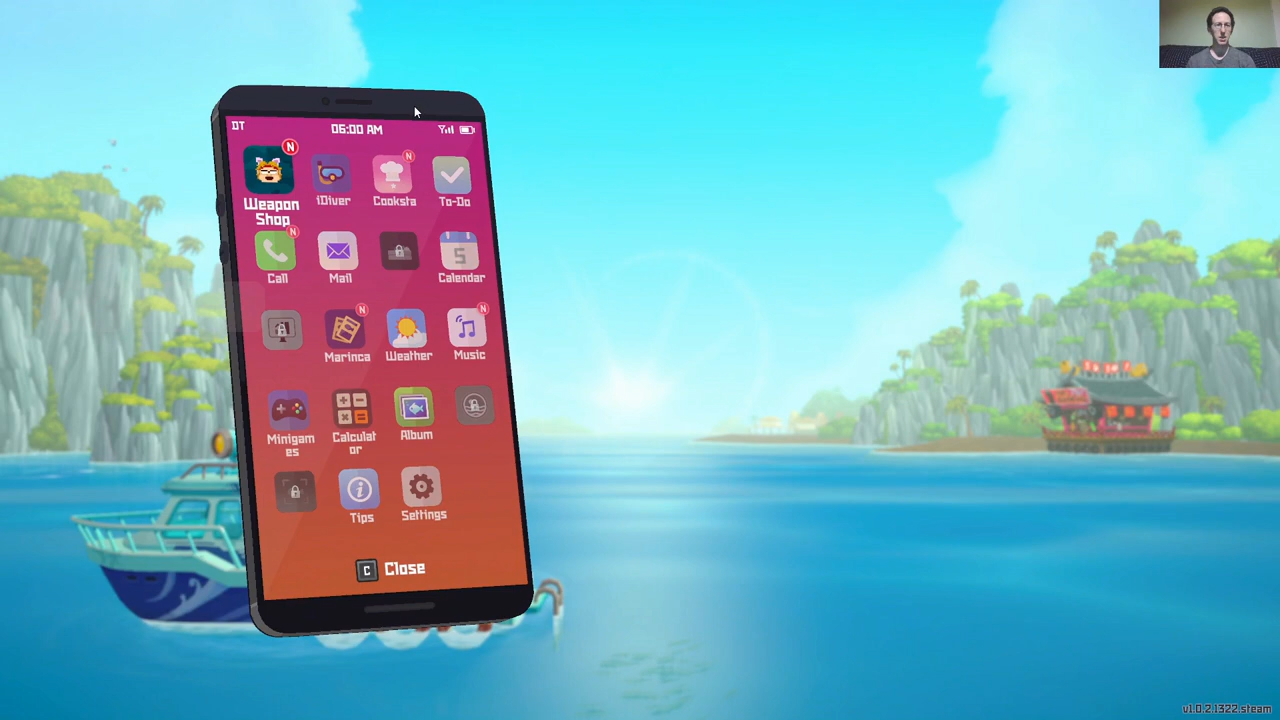 DT
06:00 AM
N
N
Weapon
Shop
iDiver
Cooksta
To-Do
N
5
Call
Mail
Calendar
N
N
Marinca
Weather
Music
Minigam
es
Calculat
or
Album
Tips
Settings
C
Close
v1.0.2.1322.steam